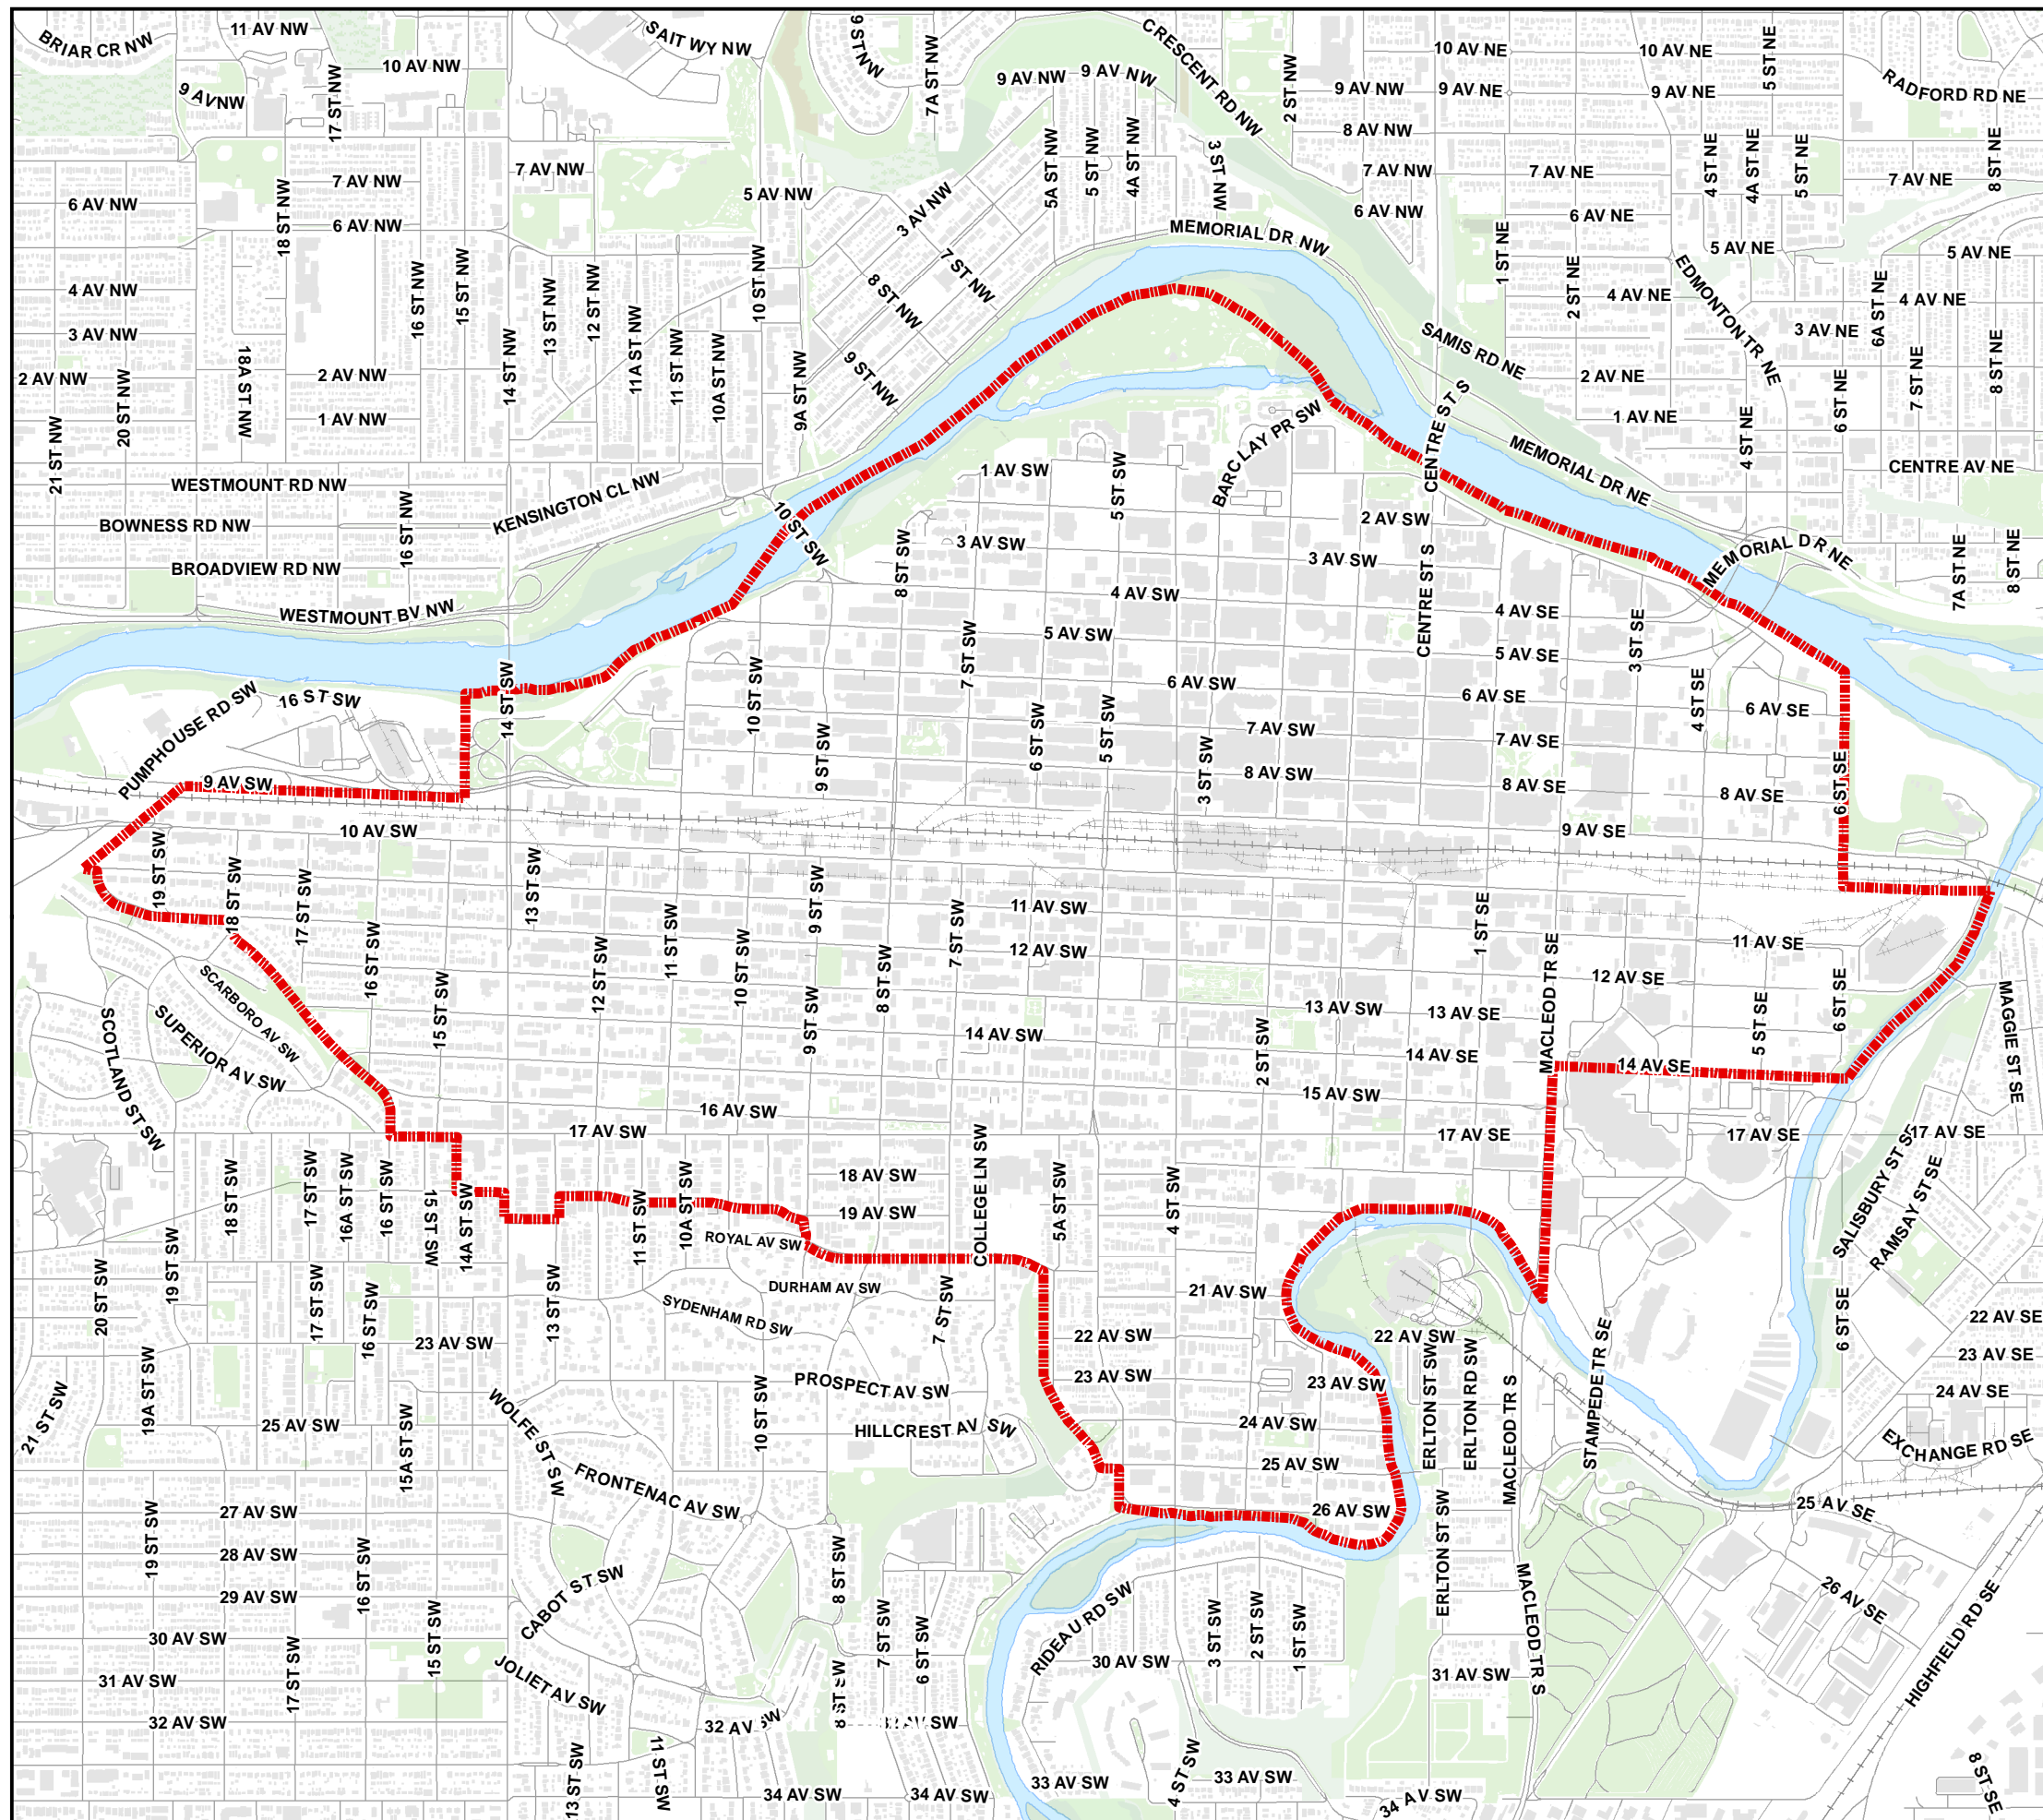 BRIAR CR NW
11 AV NW
SAIT WY NW
6 ST NW
7A ST NW
CRESCENT RD NW
2 ST NW
10 AV NE
10 AV NE
5 ST NE
RADFORD RD NE
10 AV NW
17 ST NW
9 AV NW
9 AV NW
9 AV NW
9 AV NW
9 AV NE
9 AV NE
8 AV NW
5A ST NW
5 ST NW
4A ST NW
3 ST NW
4 ST NE
4A ST NE
5 ST NE
8 ST NE
7 AV NW
7 AV NW
5 AV NW
7 AV NW
7 AV NE
7 AV NE
6 AV NW
18 ST NW
6 AV NW
3 AV NW
7 ST NW
8 ST NW
9 ST NW
MEMORIAL DR NW
6 AV NW
1 ST NE
6 AV NE
5 AV NE
5 AV NE
EDMONTON TR NE
4 AV NW
16 ST NW
15 ST NW
14 ST NW
13 ST NW
12 ST NW
11A ST NW
11 ST NW
10A ST NW
10 ST NW
9A ST NW
2 ST NE
4 AV NE
4 AV NE
6A ST NE
3 AV NW
18A ST NW
SAMIS RD NE
3 AV NE
7 ST NE
8 ST NE
2 AV NW
20 ST NW
2 AV NW
2 AV NE
6 ST NE
21 ST NW
1 AV NW
1 AV NE
4 ST NE
BARCLAY PR SW
CENTRE ST S
MEMORIAL DR NE
CENTRE AV NE
WESTMOUNT RD NW
KENSINGTON CL NW
1 AV SW
5 ST SW
BOWNESS RD NW
16 ST NW
10 ST SW
2 AV SW
BROADVIEW RD NW
8 ST SW
3 AV SW
3 AV SW
CENTRE ST S
MEMORIAL DR NE
7A ST NE
8 ST NE
WESTMOUNT BV NW
4 AV SW
4 AV SE
3 ST SE
5 AV SW
5 AV SE
7 ST SW
10 ST SW
14 ST SW
16 ST SW
PUMPHOUSE RD SW
6 AV SW
6 AV SE
4 ST SE
6 AV SE
6 ST SW
5 ST SW
9 ST SW
7 AV SW
7 AV SE
3 ST SW
9 AV SW
8 AV SW
8 AV SE
8 AV SE
6 ST SE
10 AV SW
9 AV SE
19 ST SW
18 ST SW
17 ST SW
13 ST SW
9 ST SW
11 AV SW
7 ST SW
1 ST SE
MACLEOD TR SE
11 AV SE
16 ST SW
12 ST SW
11 ST SW
10 ST SW
8 ST SW
12 AV SW
12 AV SE
6 ST SE
SCARBORO AV SW
SUPERIOR AV SW
SCOTLAND ST SW
15 ST SW
9 ST SW
13 AV SW
13 AV SE
5 ST SE
MAGGIE ST SE
14 AV SW
2 ST SW
14 AV SE
14 AV SE
16 AV SW
15 AV SW
17 AV SW
17 AV SE
17 AV SE
17 AV SE
COLLEGE LN SW
18 ST SW
17 ST SW
16A ST SW
16 ST SW
15 ST SW
14A ST SW
11 ST SW
10A ST SW
18 AV SW
5A ST SW
4 ST SW
SALISBURY ST SE
RAMSAY ST SE
19 AV SW
ROYAL AV SW
20 ST SW
19 ST SW
17 ST SW
16 ST SW
13 ST SW
DURHAM AV SW
SYDENHAM RD SW
7 ST SW
21 AV SW
22 AV SW
22 AV SW
STAMPEDE TR SE
6 ST SE
22 AV SE
23 AV SW
23 AV SE
19A ST SW
21 ST SW
PROSPECT AV SW
23 AV SW
23 AV SW
ERLTON ST SW
ERLTON RD SW
MACLEOD TR S
24 AV SE
25 AV SW
15A ST SW
WOLFE ST SW
10 ST SW
HILLCREST AV SW
24 AV SW
EXCHANGE RD SE
25 AV SW
FRONTENAC AV SW
27 AV SW
26 AV SW
25 AV SE
19 ST SW
28 AV SW
16 ST SW
8 ST SW
ERLTON ST SW
MACLEOD TR S
29 AV SW
CABOT ST SW
26 AV SE
HIGHFIELD RD SE
30 AV SW
15 ST SW
7 ST SW
6 ST SW
RIDEAU RD SW
3 ST SW
2 ST SW
1 ST SW
30 AV SW
31 AV SW
31 AV SW
17 ST SW
JOLIET AV SW
8 ST SW
32 AV SW
32 AV SW
32 AV SW
13 ST SW
11 ST SW
34 AV SW
34 AV SW
33 AV SW
4 ST SW
33 AV SW
34 AV SW
8 ST SE